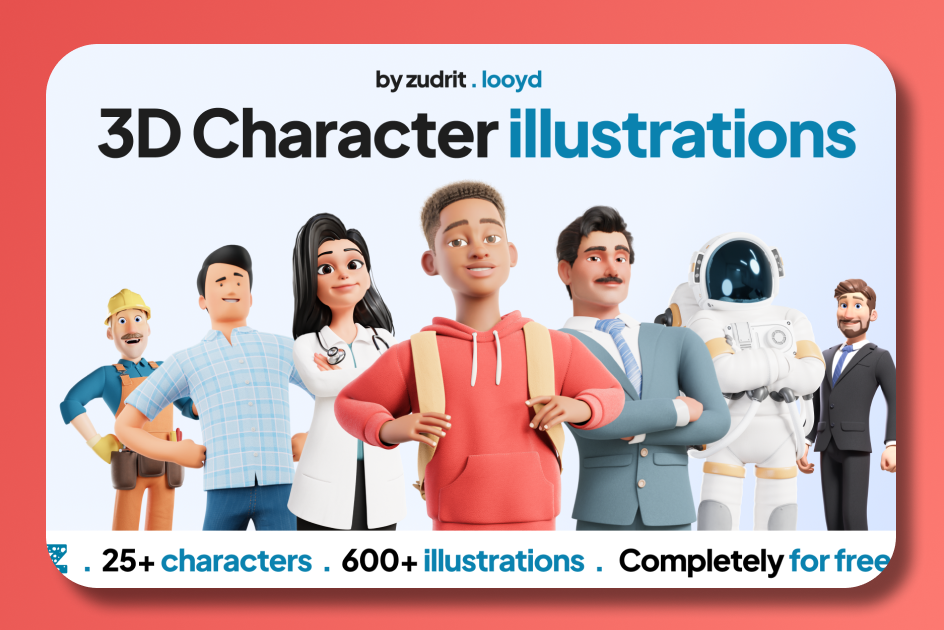 by zudrit . looyd
3D Character illustrations
. 25+ characters . 600+ illustrations . Completely for free